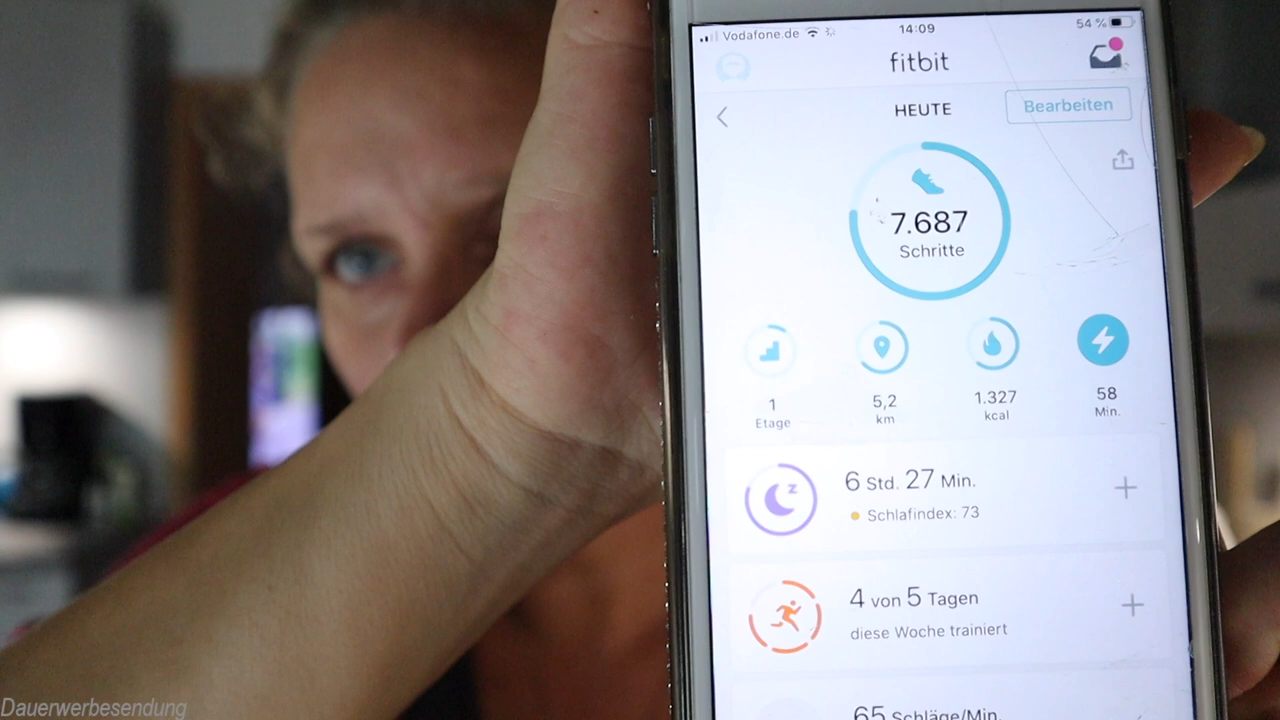 Vodafone.de 14:09 54 %
fitbit
HEUTE
Bearbeiten
7.687
Schritte
1
Etage
5,2
km
1.327
kcal
58
Min.
6 Std. 27 Min.
Schlafindex: 73
4 von 5 Tagen
diese Woche trainiert
65 Schläge/Min.
Dauerwerbesendung